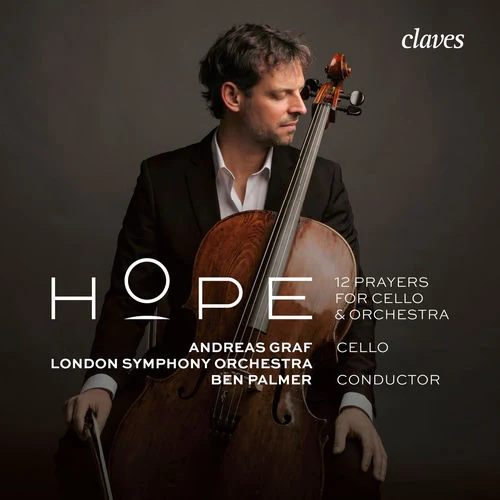 claves
HOPE
12 PRAYERS
FOR CELLO
& ORCHESTRA
ANDREAS GRAF CELLO
LONDON SYMPHONY ORCHESTRA
BEN PALMER CONDUCTOR